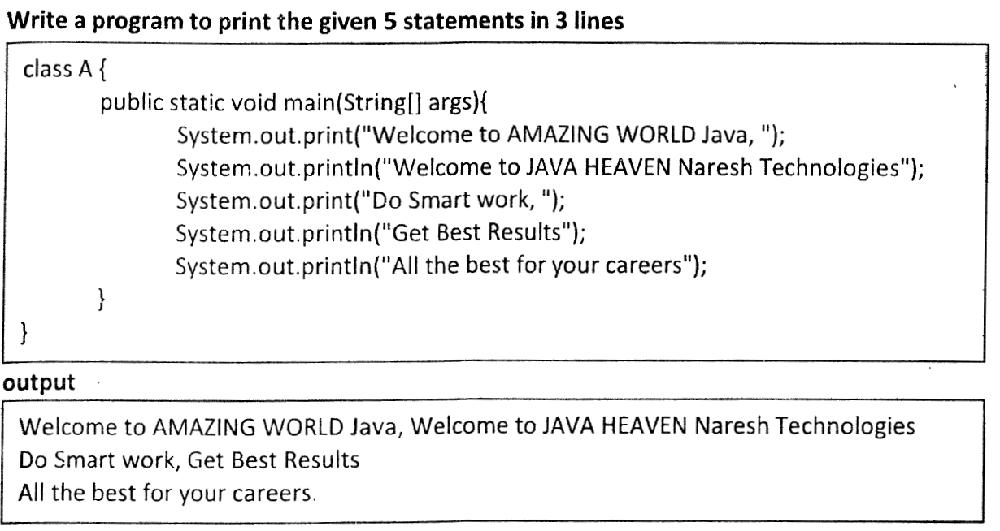 Write a program to print the given 5 statements in 3 lines
class A {
public static void main(String[] args){
System.out.print("Welcome to AMAZING WORLD Java, ");
System.out.println("Welcome to JAVA HEAVEN Naresh Technologies");
System.out.print("Do Smart work, ");
System.out.println("Get Best Results");
System.out.println("All the best for your careers");
}
}
output
Welcome to AMAZING WORLD Java, Welcome to JAVA HEAVEN Naresh Technologies
Do Smart work, Get Best Results
All the best for your careers.